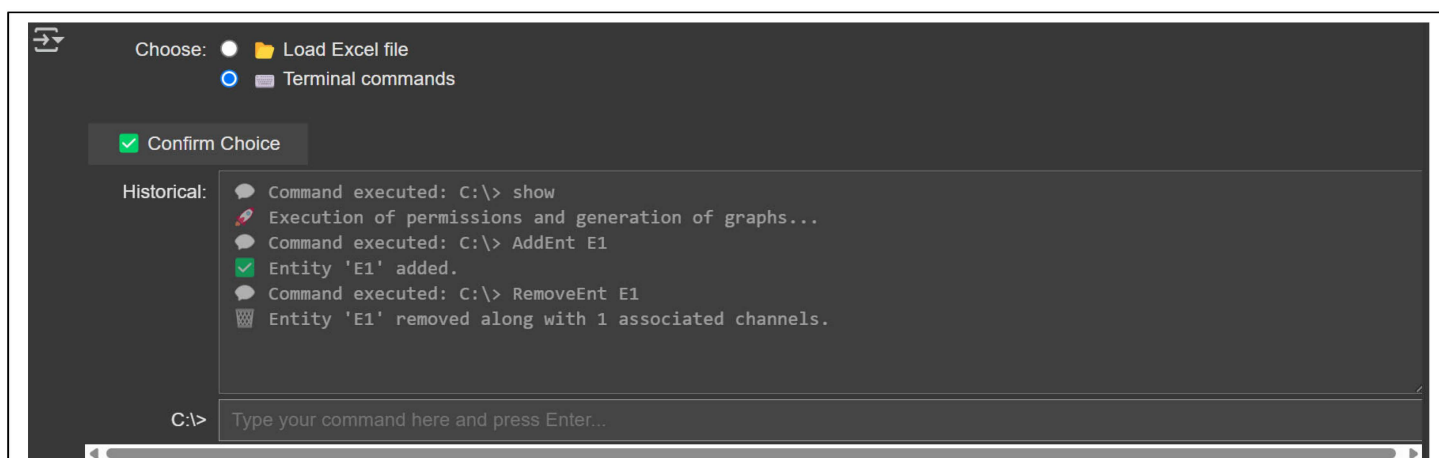 Choose: Load Excel file
Terminal commands
Confirm Choice
Historical:
Command executed: C:\> show
Execution of permissions and generation of graphs...
Command executed: C:\> AddEnt E1
Entity 'E1' added.
Command executed: C:\> RemoveEnt E1
Entity 'E1' removed along with 1 associated channels.
C:\> Type your command here and press Enter...